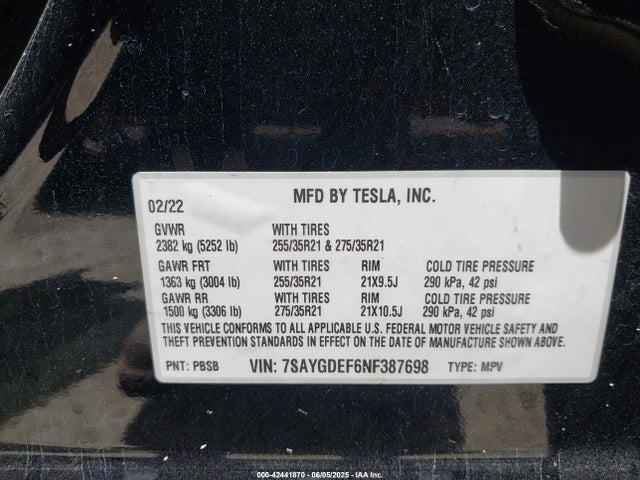 02/22 MFD BY TESLA, INC.
GVWR WITH TIRES
2382 kg (5252 lb) 255/35R21 & 275/35R21
GAWR FRT WITH TIRES RIM COLD TIRE PRESSURE
1363 kg (3004 lb) 255/35R21 21X9.5J 290 kPa, 42 psi
GAWR RR WITH TIRES RIM COLD TIRE PRESSURE
1500 kg (3306 lb) 275/35R21 21X10.5J 290 kPa, 42 psi
THIS VEHICLE CONFORMS TO ALL APPLICABLE U.S. FEDERAL MOTOR VEHICLE SAFETY AND
THEFT PREVENTION STANDARDS IN EFFECT ON THE DATE OF MANUFACTURE SHOWN ABOVE.
PNT: PBSB VIN: 7SAYGDEF6NF387698 TYPE: MPV
000-42441870 - 06/05/2025 - IAA Inc.